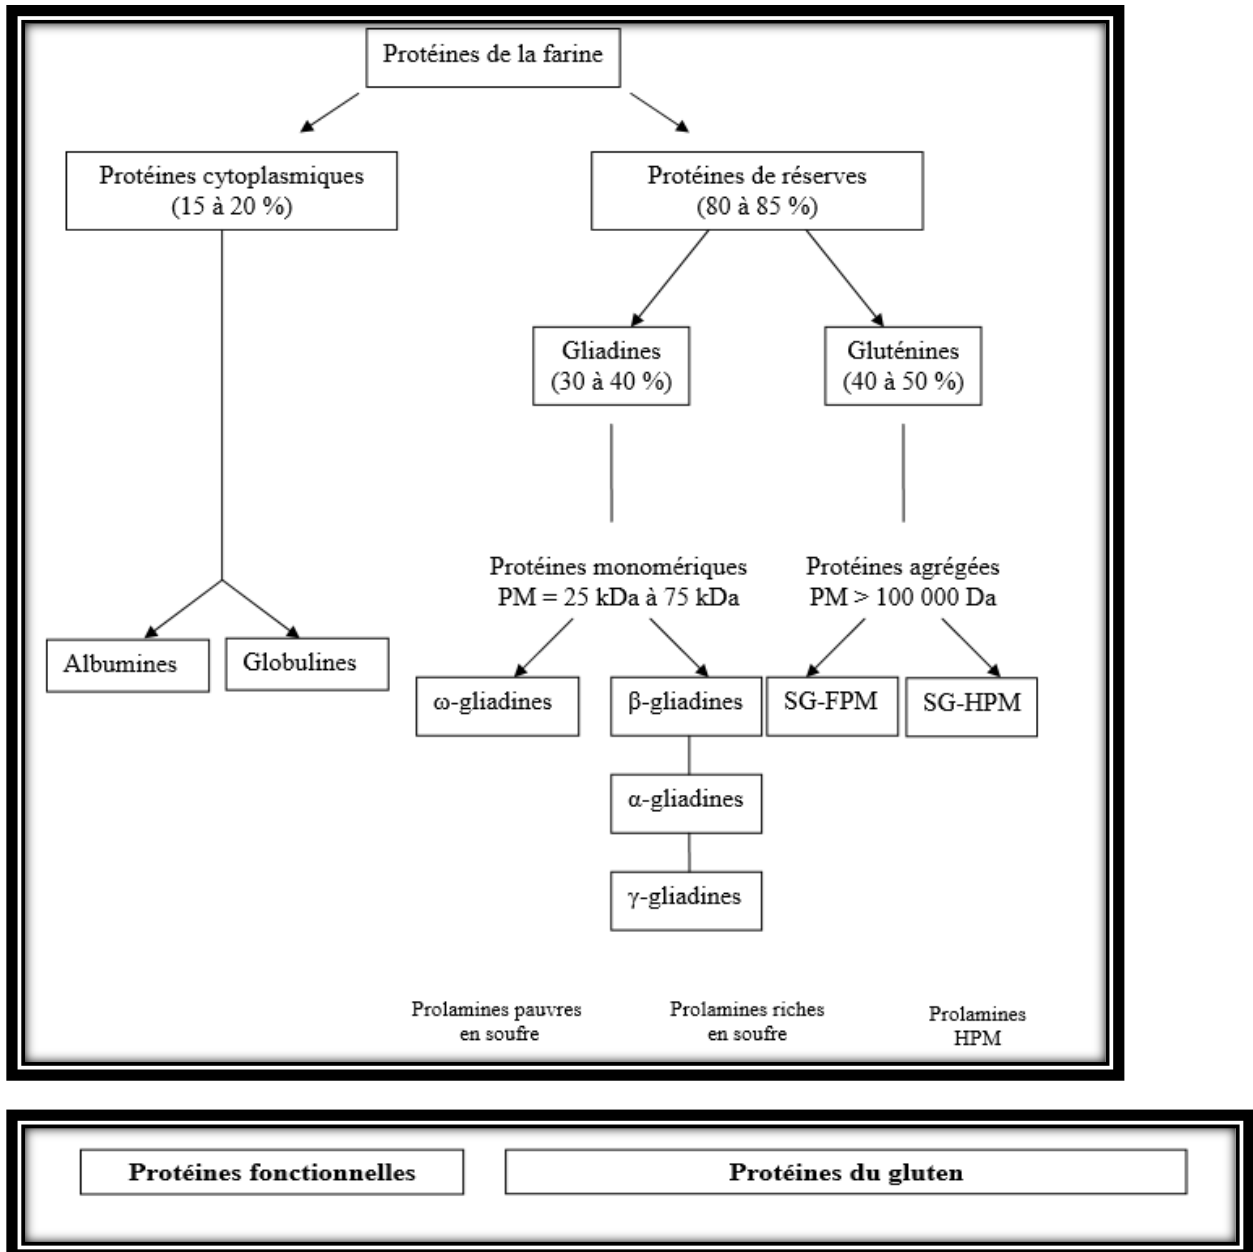 Protéines de la farine
Protéines cytoplasmiques
(15 à 20 %)
Protéines de réserves
(80 à 85 %)
Gliadines
(30 à 40 %)
Gluténines
(40 à 50 %)
Protéines monomériques
PM = 25 kDa à 75 kDa
Protéines agrégées
PM > 100 000 Da
Albumines
Globulines
ω-gliadines
β-gliadines
SG-FPM
SG-HPM
α-gliadines
γ-gliadines
Prolamines pauvres
en soufre
Prolamines riches
en soufre
Prolamines
HPM
Protéines fonctionnelles
Protéines du gluten